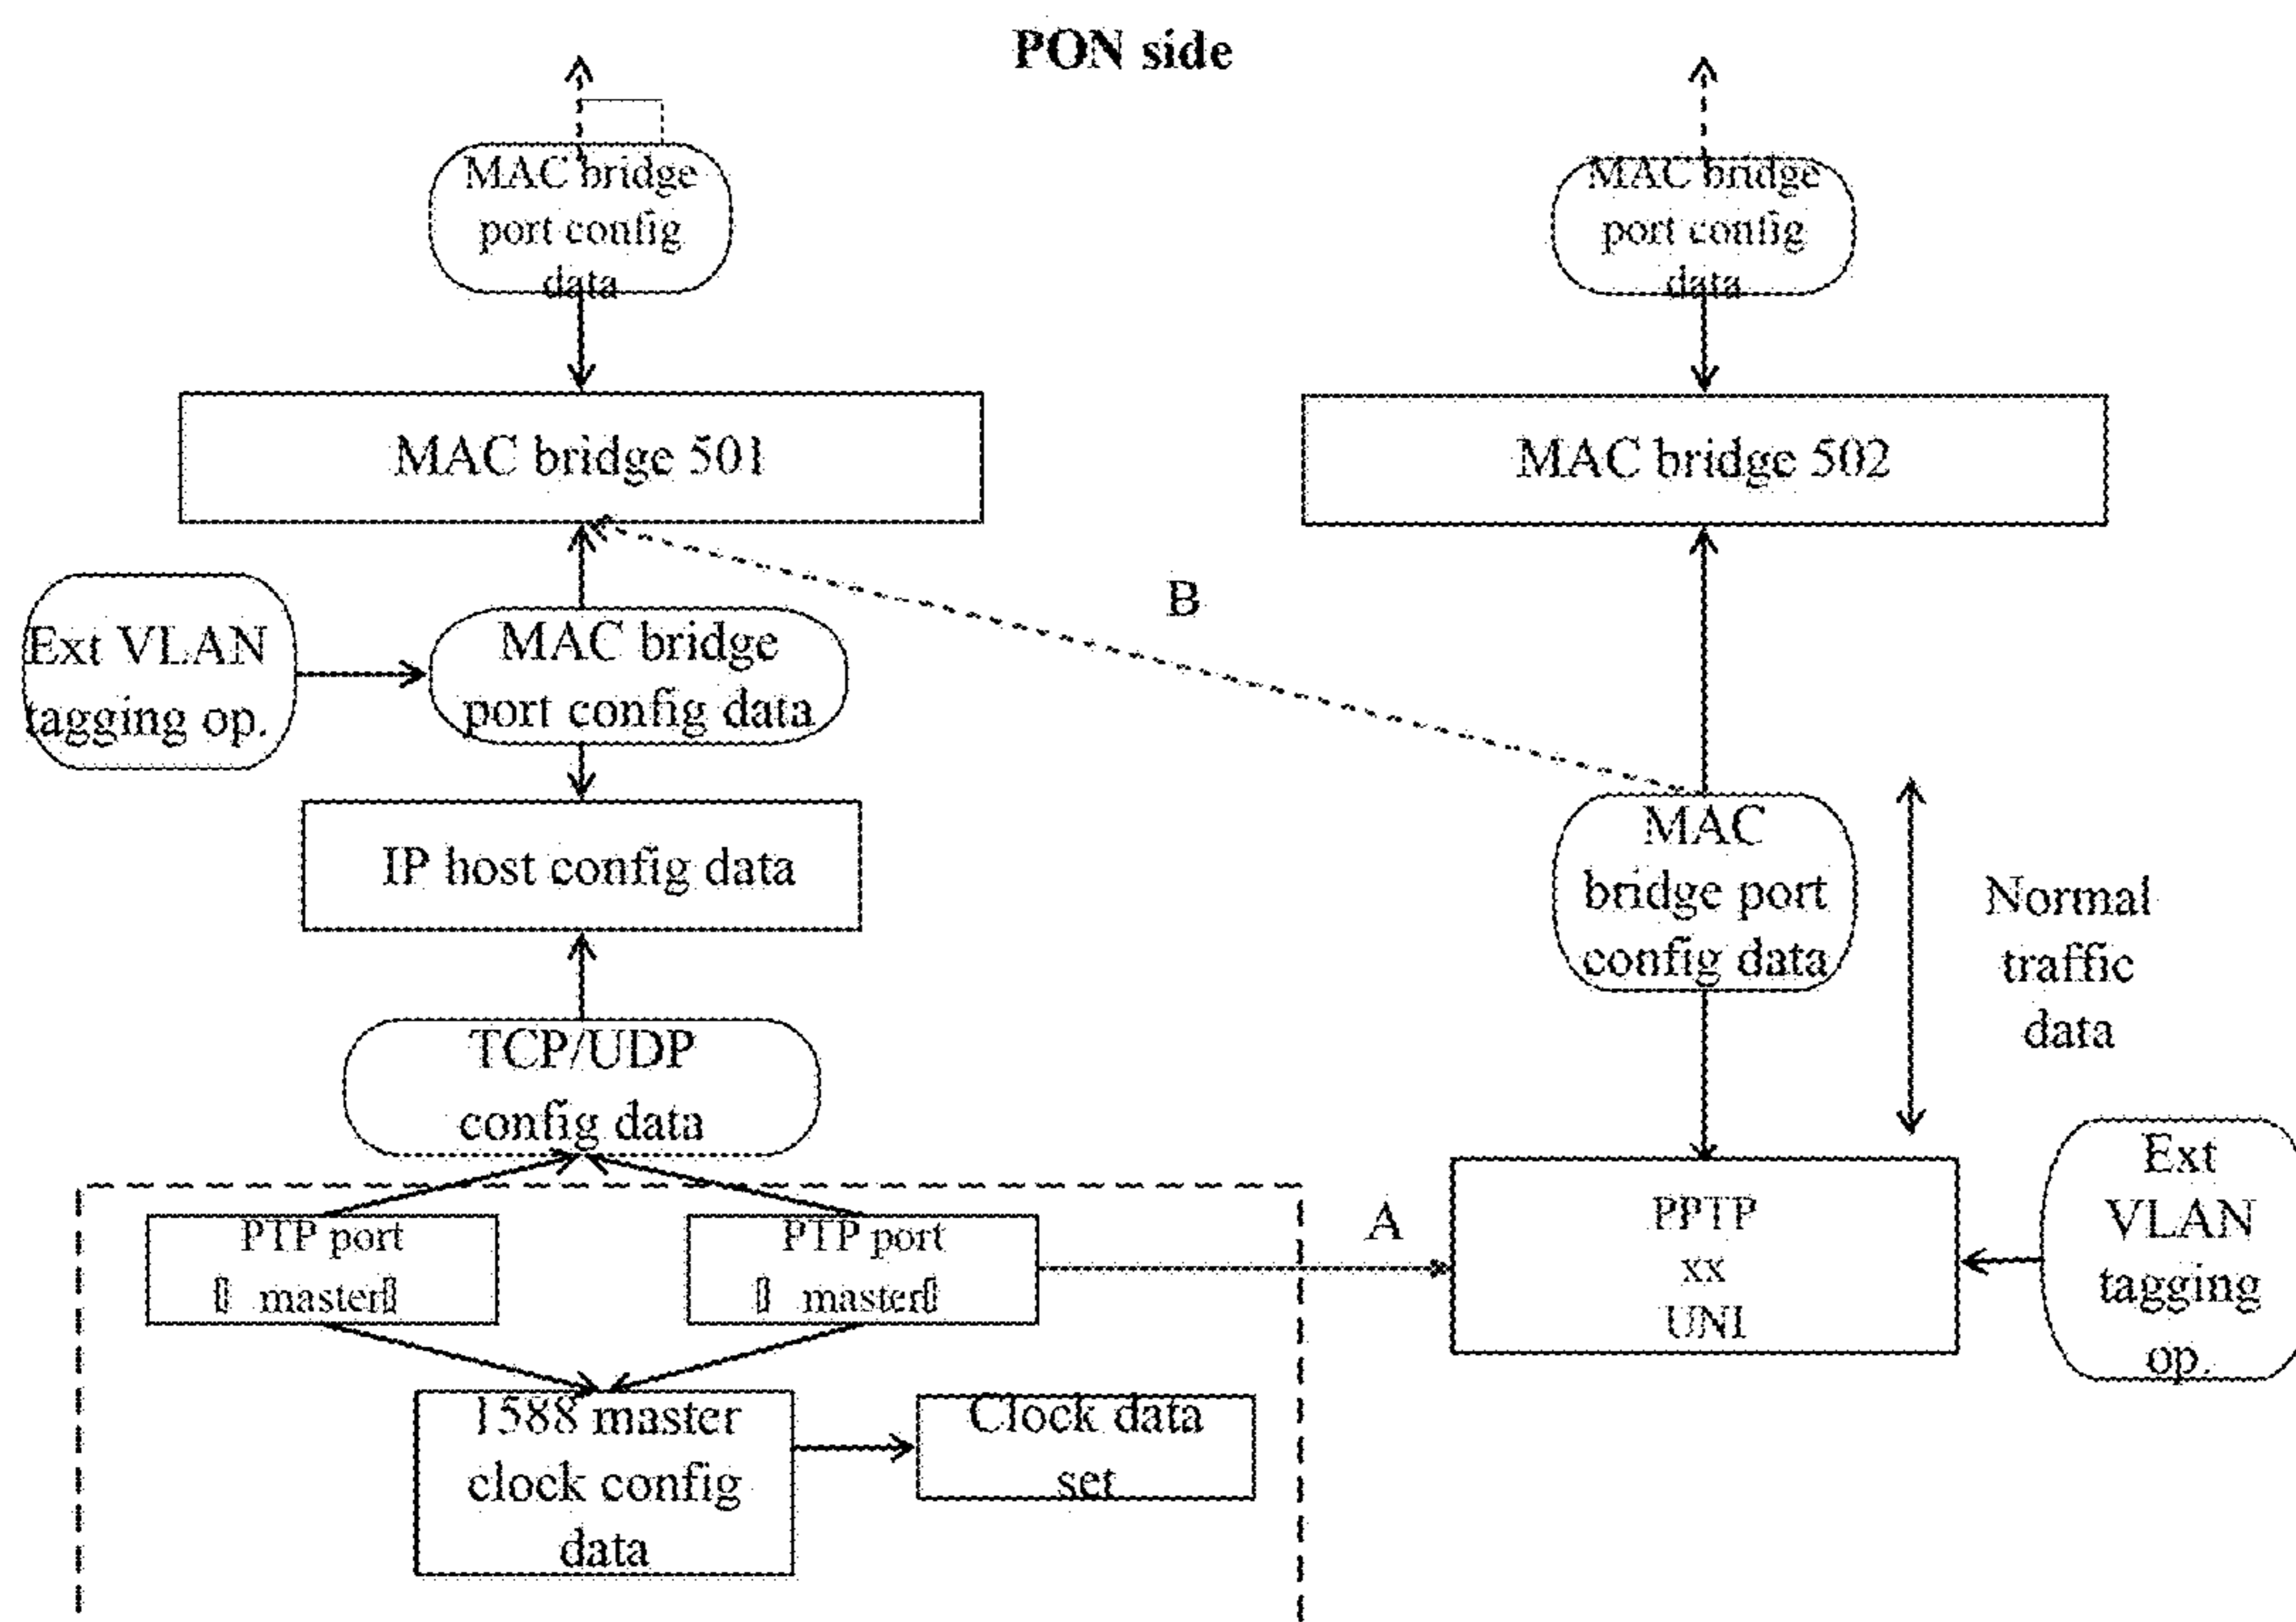 PON side
MAC bridge
port config
data
MAC bridge
port config
data
MAC bridge 501
MAC bridge 502
B
Ext VLAN
tagging op.
MAC bridge
port config data
IP host config data
MAC
bridge port
config data
Normal
traffic
data
TCP/UDP
config data
PTP port
master
PTP port
master
A
PPTP
xx
UNI
Ext
VLAN
tagging
op.
1588 master
clock config
data
Clock data
set